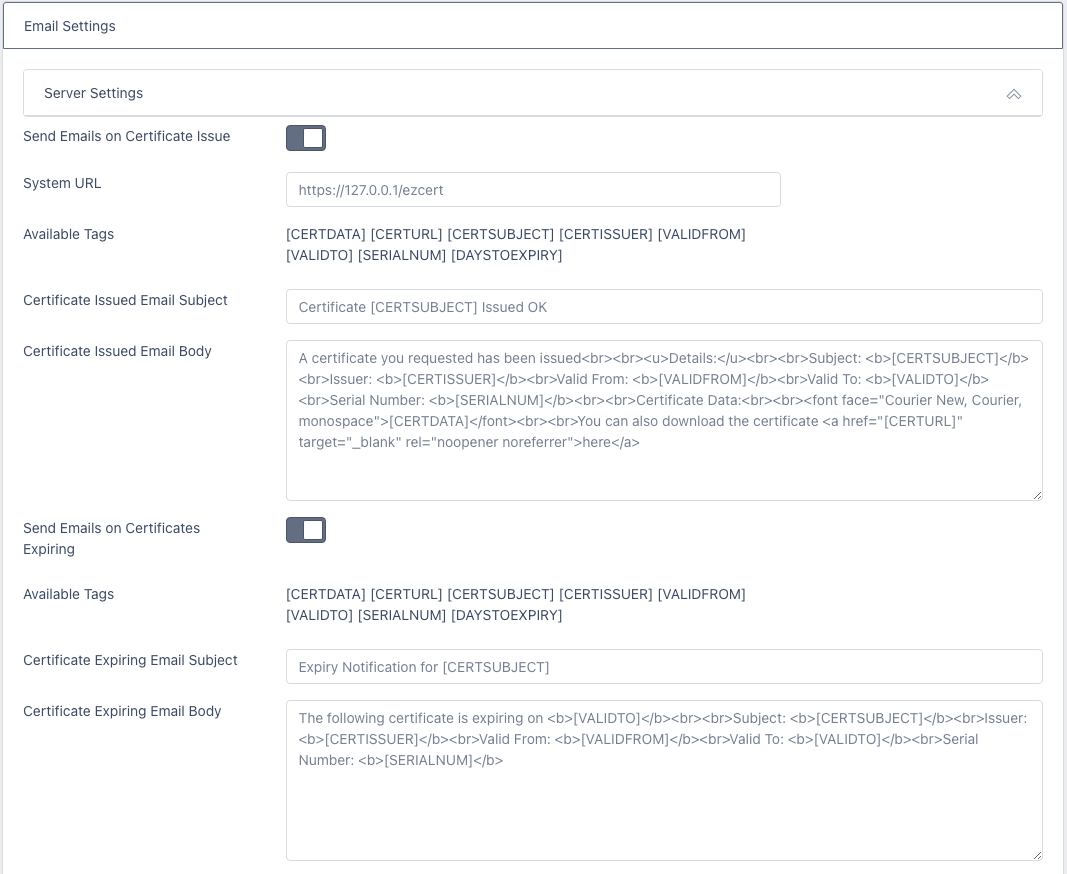 Email Settings
Server Settings
Send Emails on Certificate Issue
System URL
https://127.0.0.1/ezcert
Available Tags
[CERTDATA] [CERTURL] [CERTSUBJECT] [CERTISSUER] [VALIDFROM]
[VALIDTO] [SERIALNUM] [DAYSTOEXPIRY]
Certificate Issued Email Subject
Certificate [CERTSUBJECT] Issued OK
Certificate Issued Email Body
A certificate you requested has been issued<br><br><u>Details:</u><br><br>Subject: <b>[CERTSUBJECT]</b>
<br>Issuer: <b>[CERTISSUER]</b><br>Valid From: <b>[VALIDFROM]</b><br>Valid To: <b>[VALIDTO]</b>
<br>Serial Number: <b>[SERIALNUM]</b><br><br>Certificate Data:<br><br><font face="Courier New, Courier,
monospace">[CERTDATA]</font><br><br>You can also download the certificate <a href="[CERTURL]"
target="_blank" rel="noopener noreferrer">here</a>
Send Emails on Certificates
Expiring
Available Tags
[CERTDATA] [CERTURL] [CERTSUBJECT] [CERTISSUER] [VALIDFROM]
[VALIDTO] [SERIALNUM] [DAYSTOEXPIRY]
Certificate Expiring Email Subject
Expiry Notification for [CERTSUBJECT]
Certificate Expiring Email Body
The following certificate is expiring on <b>[VALIDTO]</b><br><br>Subject: <b>[CERTSUBJECT]</b><br>Issuer:
<b>[CERTISSUER]</b><br>Valid From: <b>[VALIDFROM]</b><br>Valid To: <b>[VALIDTO]</b><br>Serial
Number: <b>[SERIALNUM]</b>